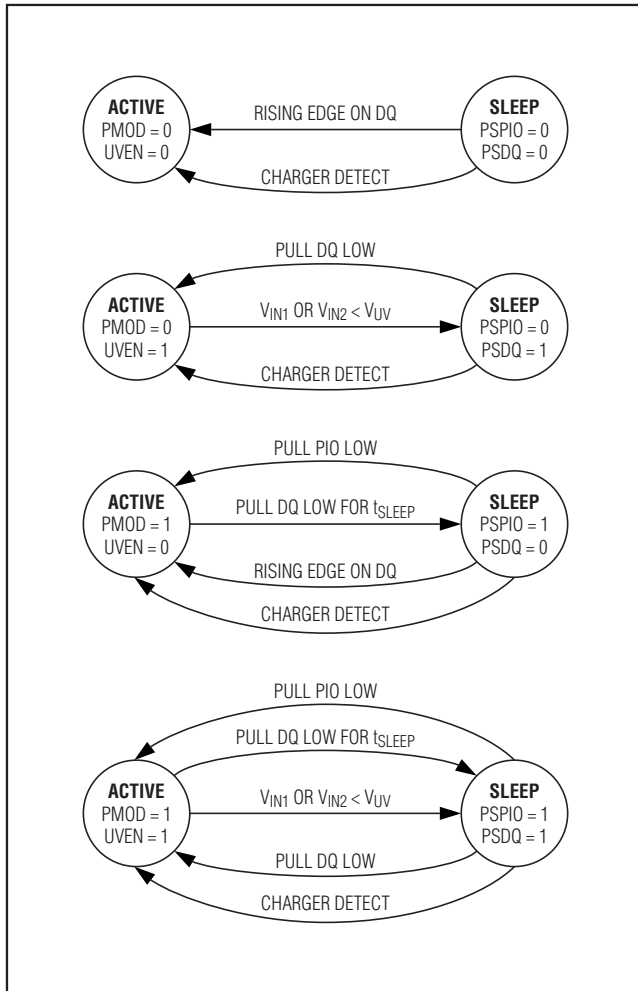 ACTIVE
PMOD = 0
UVEN = 0
RISING EDGE ON DQ
CHARGER DETECT
SLEEP
PSPIO = 0
PSDQ = 0
PULL DQ LOW
ACTIVE
PMOD = 0
UVEN = 1
VIN1 OR VIN2 < VUV
CHARGER DETECT
SLEEP
PSPIO = 0
PSDQ = 1
PULL PIO LOW
ACTIVE
PMOD = 1
UVEN = 0
PULL DQ LOW FOR tSLEEP
RISING EDGE ON DQ
CHARGER DETECT
SLEEP
PSPIO = 1
PSDQ = 0
PULL PIO LOW
PULL DQ LOW FOR tSLEEP
ACTIVE
PMOD = 1
UVEN = 1
VIN1 OR VIN2 < VUV
PULL DQ LOW
CHARGER DETECT
SLEEP
PSPIO = 1
PSDQ = 1